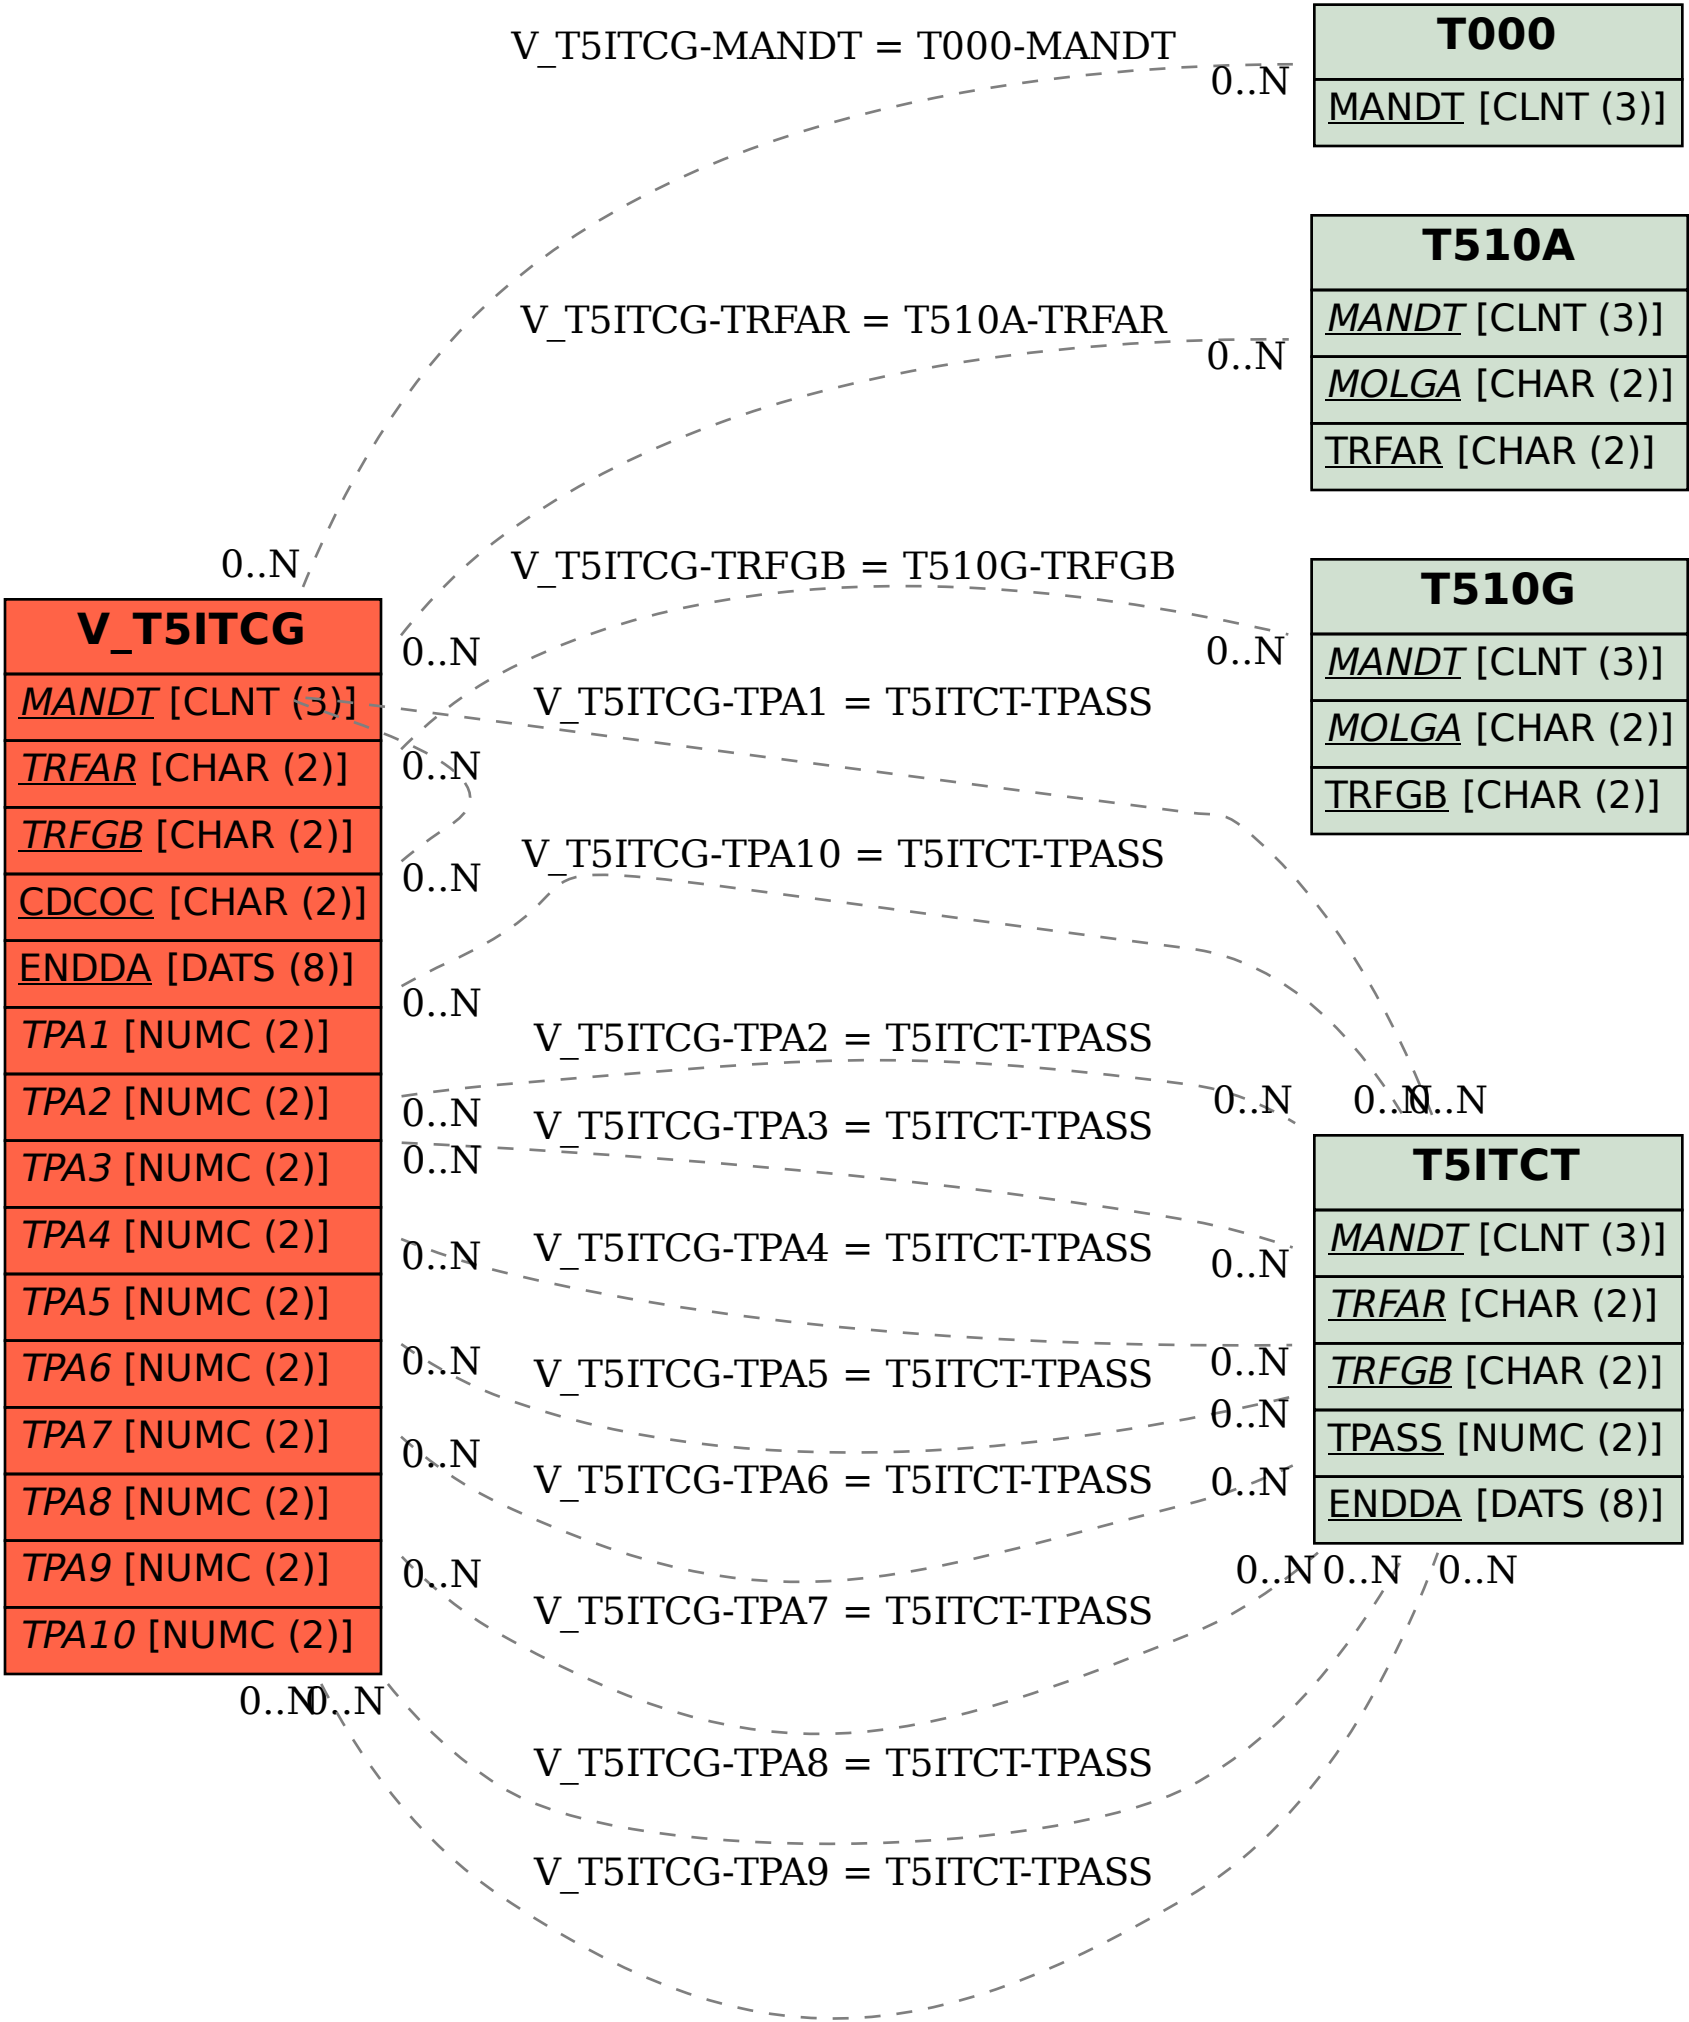 V_T5ITCG-MANDT = T000-MANDT
0..N
0..N
T000
MANDT [CLNT (3)]
V_T5ITCG-TRFAR = T510A-TRFAR
0..N
0..N
T510A
MANDT [CLNT (3)]
MOLGA [CHAR (2)]
TRFAR [CHAR (2)]
V_T5ITCG-TRFGB = T510G-TRFGB
0..N
0..N
T510G
MANDT [CLNT (3)]
MOLGA [CHAR (2)]
TRFGB [CHAR (2)]
V_T5ITCG
MANDT [CLNT (3)]
TRFAR [CHAR (2)]
TRFGB [CHAR (2)]
CDCOC [CHAR (2)]
ENDDA [DATS (8)]
TPA1 [NUMC (2)]
TPA2 [NUMC (2)]
TPA3 [NUMC (2)]
TPA4 [NUMC (2)]
TPA5 [NUMC (2)]
TPA6 [NUMC (2)]
TPA7 [NUMC (2)]
TPA8 [NUMC (2)]
TPA9 [NUMC (2)]
TPA10 [NUMC (2)]
V_T5ITCG-TPA1 = T5ITCT-TPASS
0..N
0..N
V_T5ITCG-TPA10 = T5ITCT-TPASS
0..N
0..N
V_T5ITCG-TPA2 = T5ITCT-TPASS
0..N
0..N
V_T5ITCG-TPA3 = T5ITCT-TPASS
0..N
0..N
V_T5ITCG-TPA4 = T5ITCT-TPASS
0..N
0..N
V_T5ITCG-TPA5 = T5ITCT-TPASS
0..N
0..N
V_T5ITCG-TPA6 = T5ITCT-TPASS
0..N
0..N
V_T5ITCG-TPA7 = T5ITCT-TPASS
0..N
0..N
V_T5ITCG-TPA8 = T5ITCT-TPASS
0..N
0..N
V_T5ITCG-TPA9 = T5ITCT-TPASS
0..N
0..N
T5ITCT
MANDT [CLNT (3)]
TRFAR [CHAR (2)]
TRFGB [CHAR (2)]
TPASS [NUMC (2)]
ENDDA [DATS (8)]